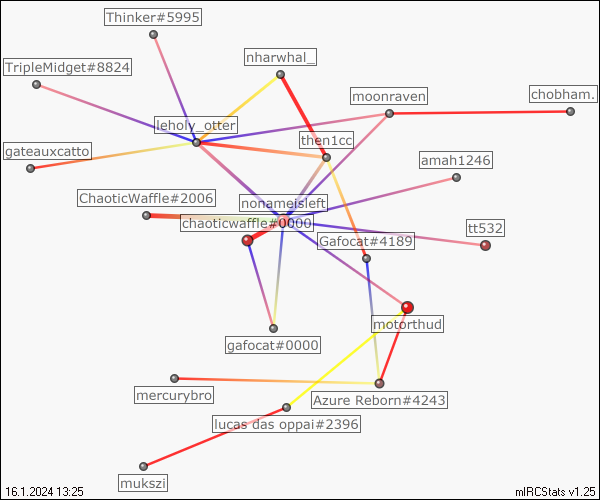 Thinker#5995
nharwhal_
TripleMidget#8824
moonraven
chobham.
leholy_otter
then1cc
gateauxcatto
amah1246
ChaoticWaffle#2006
nonameisleft
chaoticwaffle#0000
tt532
Gafocat#4189
motorthud
gafocat#0000
mercurybro
Azure Reborn#4243
lucas das oppai#2396
mukszi
16.1.2024 13:25
mIRCStats v1.25